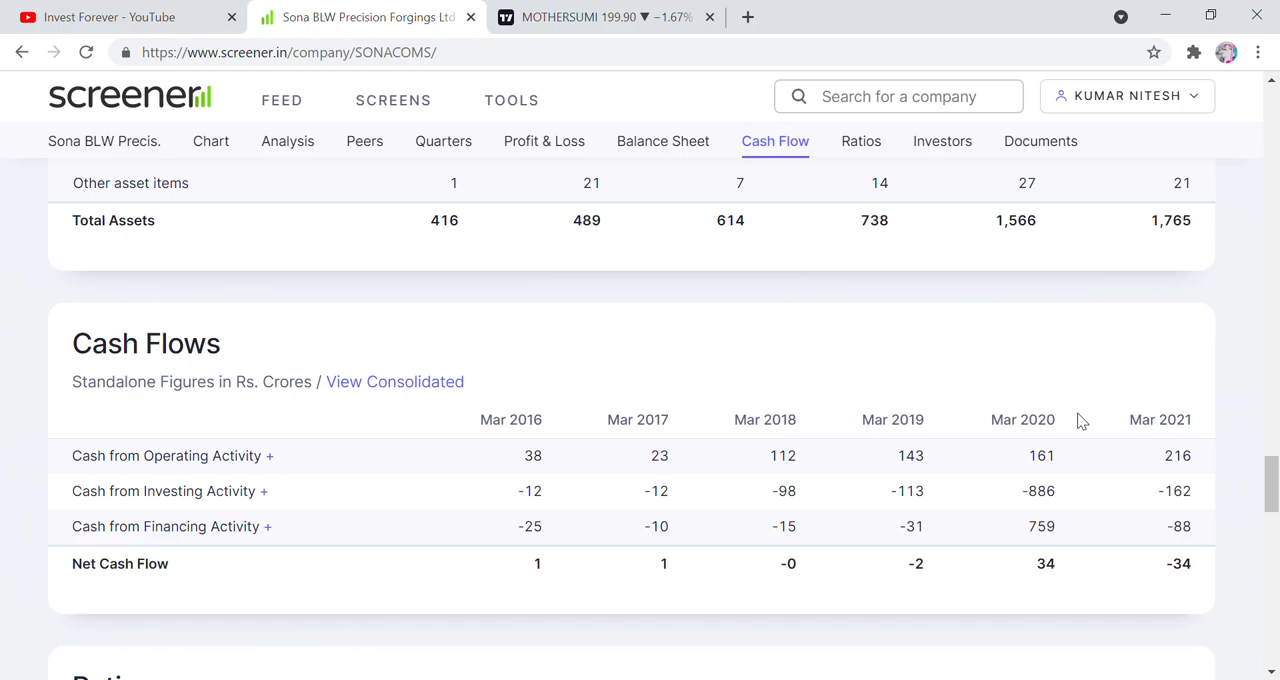 Invest Forever - YouTube
Sona BLW Precision Forgings Ltd
MOTHERSUMI 199.90 ▼ −1.67%
https://www.screener.in/company/SONACOMS/
screener
FEED SCREENS TOOLS
Search for a company
KUMAR NITESH
Sona BLW Precis. Chart Analysis Peers Quarters Profit & Loss Balance Sheet Cash Flow Ratios Investors Documents
Other asset items 1 21 7 14 27 21
Total Assets 416 489 614 738 1,566 1,765
Cash Flows
Standalone Figures in Rs. Crores / View Consolidated
Mar 2016 Mar 2017 Mar 2018 Mar 2019 Mar 2020 Mar 2021
Cash from Operating Activity + 38 23 112 143 161 216
Cash from Investing Activity + -12 -12 -98 -113 -886 -162
Cash from Financing Activity + -25 -10 -15 -31 759 -88
Net Cash Flow 1 1 -0 -2 34 -34